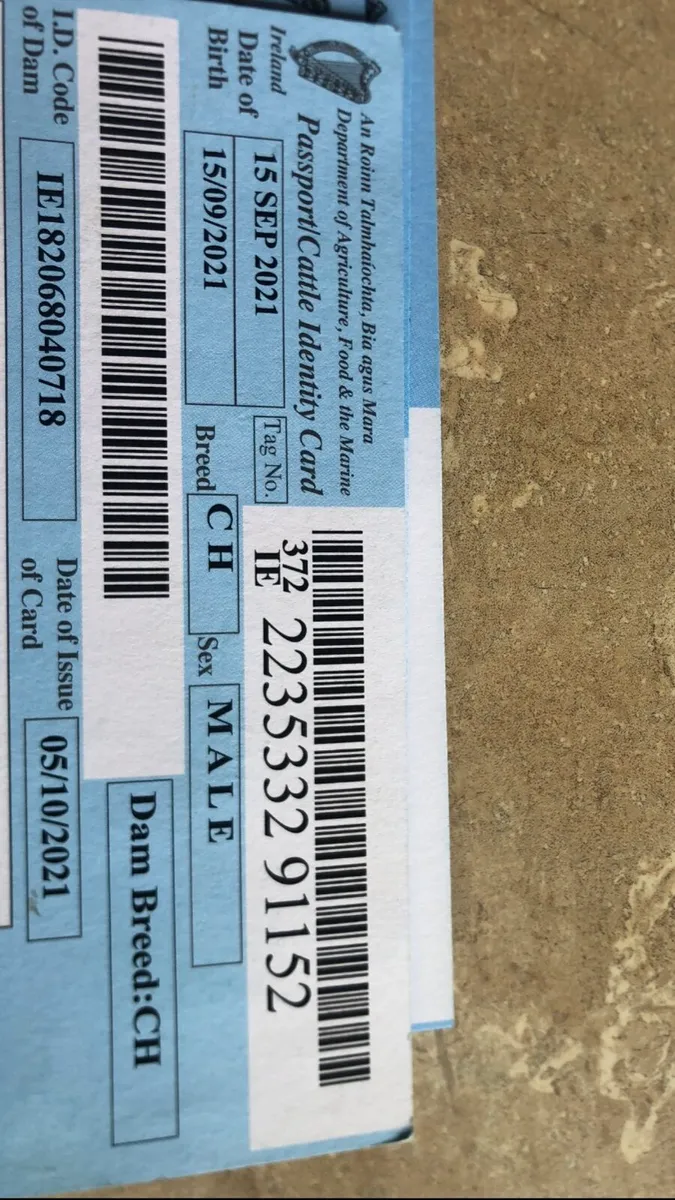 An Roinn Talmhaíochta, Bia agus Mara
Department of Agriculture, Food & the Marine
Ireland
Passport/Cattle Identity Card
Date of Birth
15 SEP 2021
15/09/2021
Tag No.
372
IE 2235332 91152
Breed C H
Sex M A L E
Dam Breed:CH
I.D. Code of Dam
IE182068040718
Date of Issue of Card
05/10/2021